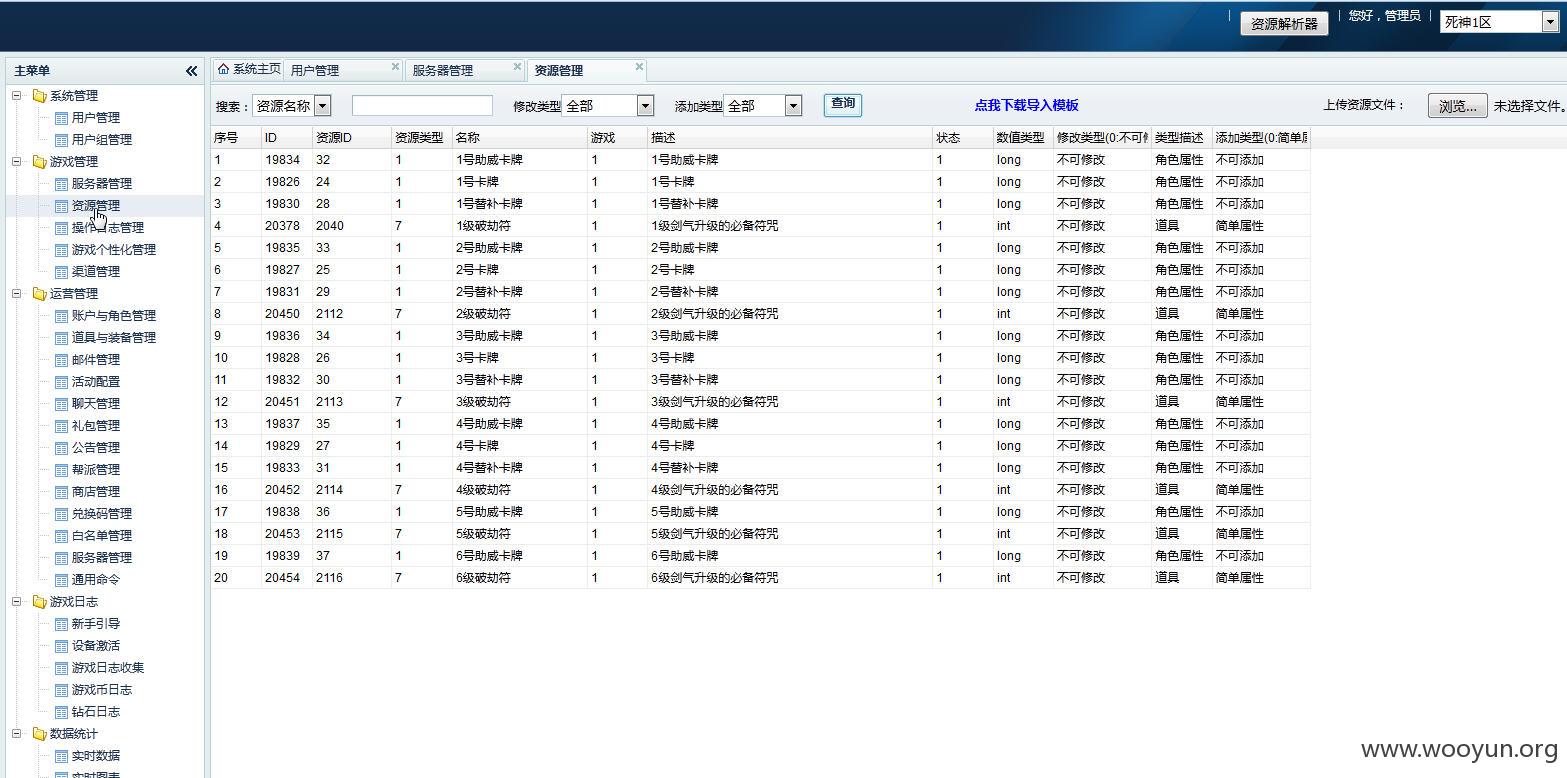 资源解析器 您好，管理员 死神1区
主菜单
系统主页 用户管理 服务器管理 资源管理
系统管理
用户管理
用户组管理
游戏管理
服务器管理
资源管理
操作日志管理
游戏个性化管理
渠道管理
运营管理
账户与角色管理
道具与装备管理
邮件管理
活动配置
聊天管理
礼包管理
公告管理
帮派管理
商店管理
兑换码管理
白名单管理
服务器管理
通用命令
游戏日志
新手引导
设备激活
游戏日志收集
游戏币日志
钻石日志
数据统计
实时数据
实时图表
搜索： 资源名称 修改类型 全部 添加类型 全部 查询 点我下载导入模板 上传资源文件： 浏览... 未选择文件。
序号 ID 资源ID 资源类型 名称 游戏 描述 状态 数值类型 修改类型(0:不可 类型描述 添加类型(0:简单
1 19834 32 1 1号助威卡牌 1 1号助威卡牌 1 long 不可修改 角色属性 不可添加
2 19826 24 1 1号卡牌 1 1号卡牌 1 long 不可修改 角色属性 不可添加
3 19830 28 1 1号替补卡牌 1 1号替补卡牌 1 long 不可修改 角色属性 不可添加
4 20378 2040 7 1级破劫符 1 1级剑气升级的必备符咒 1 int 不可修改 道具 简单属性
5 19835 33 1 2号助威卡牌 1 2号助威卡牌 1 long 不可修改 角色属性 不可添加
6 19827 25 1 2号卡牌 1 2号卡牌 1 long 不可修改 角色属性 不可添加
7 19831 29 1 2号替补卡牌 1 2号替补卡牌 1 long 不可修改 角色属性 不可添加
8 20450 2112 7 2级破劫符 1 2级剑气升级的必备符咒 1 int 不可修改 道具 简单属性
9 19836 34 1 3号助威卡牌 1 3号助威卡牌 1 long 不可修改 角色属性 不可添加
10 19828 26 1 3号卡牌 1 3号卡牌 1 long 不可修改 角色属性 不可添加
11 19832 30 1 3号替补卡牌 1 3号替补卡牌 1 long 不可修改 角色属性 不可添加
12 20451 2113 7 3级破劫符 1 3级剑气升级的必备符咒 1 int 不可修改 道具 简单属性
13 19837 35 1 4号助威卡牌 1 4号助威卡牌 1 long 不可修改 角色属性 不可添加
14 19829 27 1 4号卡牌 1 4号卡牌 1 long 不可修改 角色属性 不可添加
15 19833 31 1 4号替补卡牌 1 4号替补卡牌 1 long 不可修改 角色属性 不可添加
16 20452 2114 7 4级破劫符 1 4级剑气升级的必备符咒 1 int 不可修改 道具 简单属性
17 19838 36 1 5号助威卡牌 1 5号助威卡牌 1 long 不可修改 角色属性 不可添加
18 20453 2115 7 5级破劫符 1 5级剑气升级的必备符咒 1 int 不可修改 道具 简单属性
19 19839 37 1 6号助威卡牌 1 6号助威卡牌 1 long 不可修改 角色属性 不可添加
20 20454 2116 7 6级破劫符 1 6级剑气升级的必备符咒 1 int 不可修改 道具 简单属性
www.wooyun.org